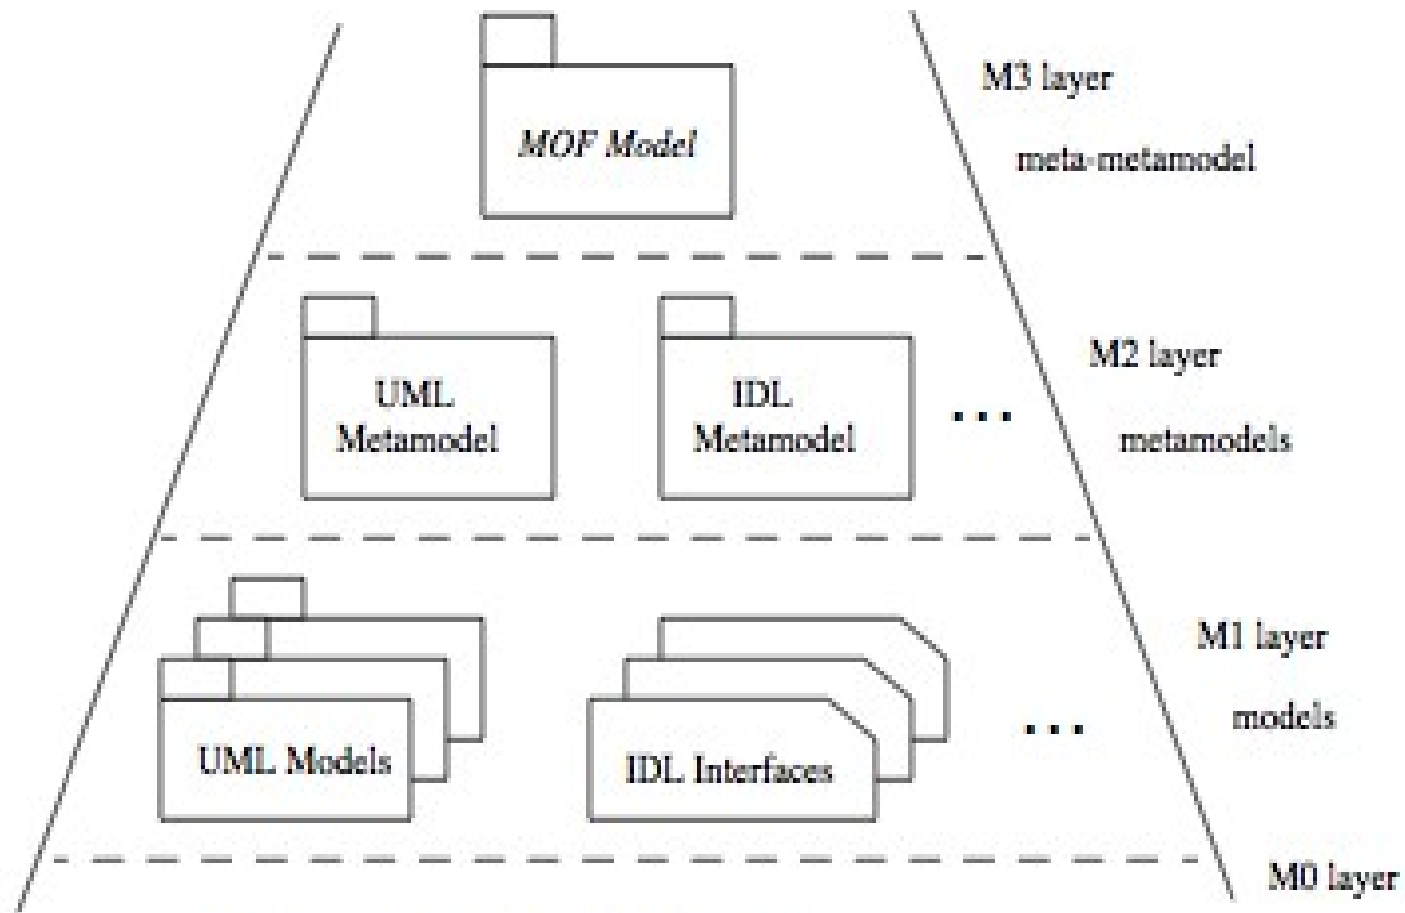 M3 layer
MOF Model
meta-metamodel
M2 layer
UML
Metamodel
IDL
Metamodel
...
metamodels
M1 layer
models
...
UML Models
IDL Interfaces
M0 layer